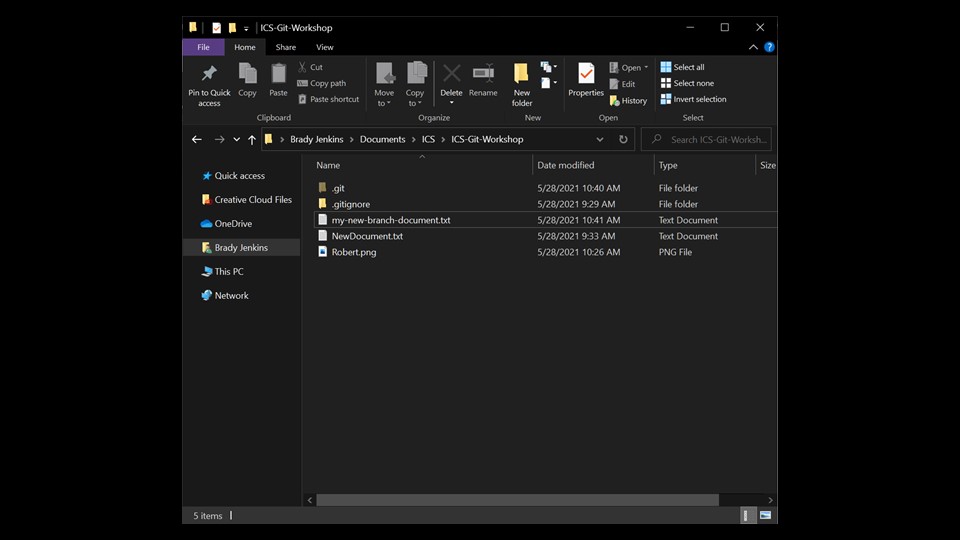 ICS-Git-Workshop
File Home Share View
Pin to Quick access
Copy
Paste
Cut
Copy path
Paste shortcut
Clipboard
Move to
Copy to
Delete
Rename
Organize
New folder
New
Properties
Open
Edit
History
Open
Select all
Select none
Invert selection
Select
Brady Jenkins > Documents > ICS > ICS-Git-Workshop
Search ICS-Git-Worksh...
Quick access
Creative Cloud Files
OneDrive
Brady Jenkins
This PC
Network
Name Date modified Type Size
.git 5/28/2021 10:40 AM File folder
.gitignore 5/28/2021 9:29 AM File folder
my-new-branch-document.txt 5/28/2021 10:41 AM Text Document
NewDocument.txt 5/28/2021 9:33 AM Text Document
Robert.png 5/28/2021 10:26 AM PNG File
5 items